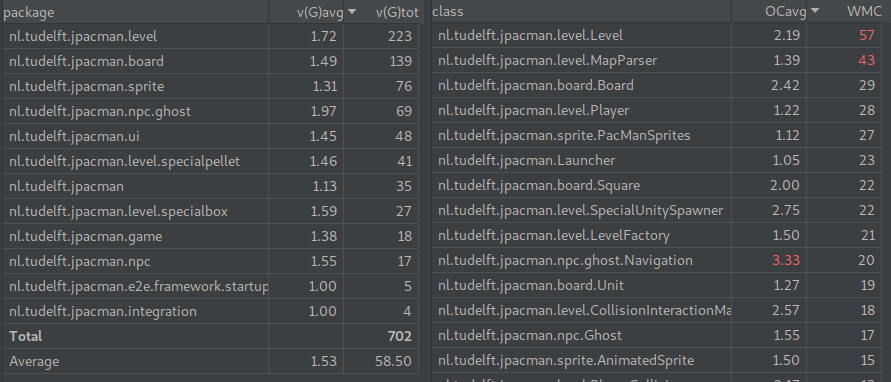 package v(G)avg v(G)tot
nl.tudelft.jpacman.level 1.72 223
nl.tudelft.jpacman.board 1.49 139
nl.tudelft.jpacman.sprite 1.31 76
nl.tudelft.jpacman.npc.ghost 1.97 69
nl.tudelft.jpacman.ui 1.45 48
nl.tudelft.jpacman.level.specialpellet 1.46 41
nl.tudelft.jpacman 1.13 35
nl.tudelft.jpacman.level.specialbox 1.59 27
nl.tudelft.jpacman.game 1.38 18
nl.tudelft.jpacman.npc 1.55 17
nl.tudelft.jpacman.e2e.framework.startup 1.00 5
nl.tudelft.jpacman.integration 1.00 4
Total 702
Average 1.53 58.50
class OCavg WMC
nl.tudelft.jpacman.level.Level 2.19 57
nl.tudelft.jpacman.level.MapParser 1.39 43
nl.tudelft.jpacman.board.Board 2.42 29
nl.tudelft.jpacman.level.Player 1.22 28
nl.tudelft.jpacman.sprite.PacManSprites 1.12 27
nl.tudelft.jpacman.Launcher 1.05 23
nl.tudelft.jpacman.board.Square 2.00 22
nl.tudelft.jpacman.level.SpecialUnitySpawner 2.75 22
nl.tudelft.jpacman.level.LevelFactory 1.50 21
nl.tudelft.jpacman.npc.ghost.Navigation 3.33 20
nl.tudelft.jpacman.board.Unit 1.27 19
nl.tudelft.jpacman.level.CollisionInteractionMa 2.57 18
nl.tudelft.jpacman.npc.Ghost 1.55 17
nl.tudelft.jpacman.sprite.AnimatedSprite 1.50 15